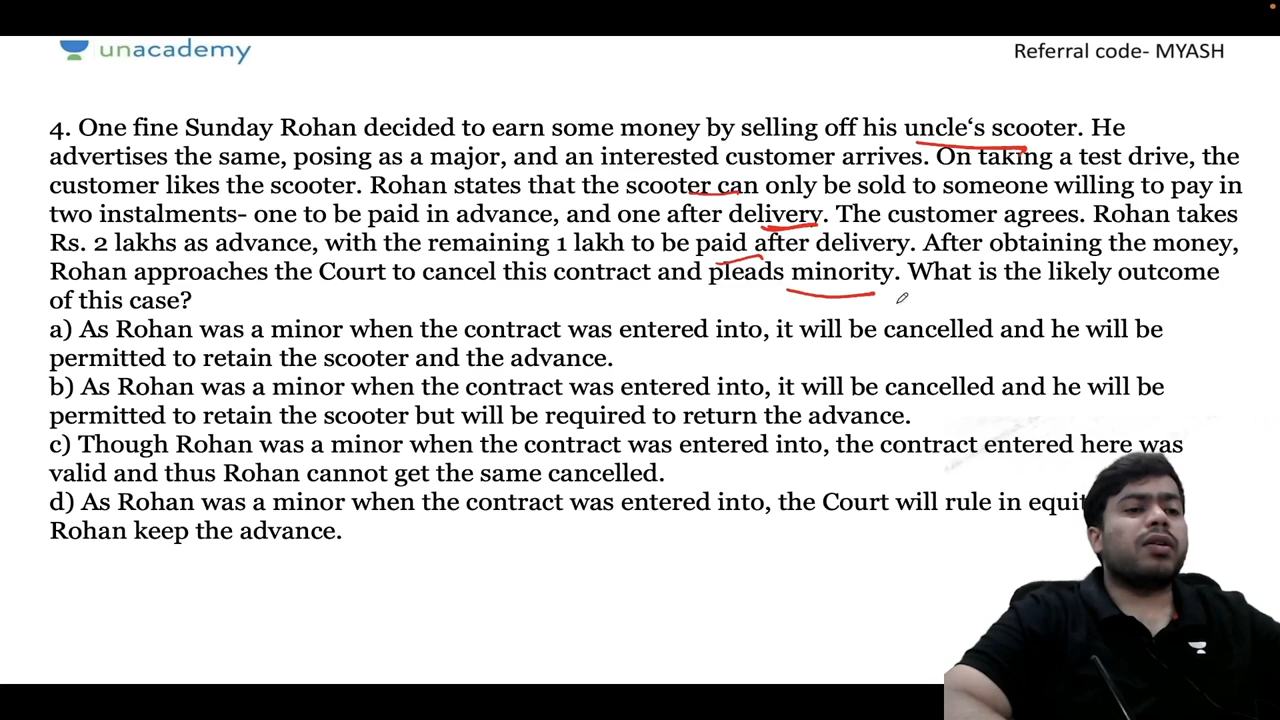 unacademy
Referral code- MYASH
4. One fine Sunday Rohan decided to earn some money by selling off his uncle‘s scooter. He
advertises the same, posing as a major, and an interested customer arrives. On taking a test drive, the
customer likes the scooter. Rohan states that the scooter can only be sold to someone willing to pay in
two instalments- one to be paid in advance, and one after delivery. The customer agrees. Rohan takes
Rs. 2 lakhs as advance, with the remaining 1 lakh to be paid after delivery. After obtaining the money,
Rohan approaches the Court to cancel this contract and pleads minority. What is the likely outcome
of this case?
a) As Rohan was a minor when the contract was entered into, it will be cancelled and he will be
permitted to retain the scooter and the advance.
b) As Rohan was a minor when the contract was entered into, it will be cancelled and he will be
permitted to retain the scooter but will be required to return the advance.
c) Though Rohan was a minor when the contract was entered into, the contract entered here was
valid and thus Rohan cannot get the same cancelled.
d) As Rohan was a minor when the contract was entered into, the Court will rule in
Rohan keep the advance.